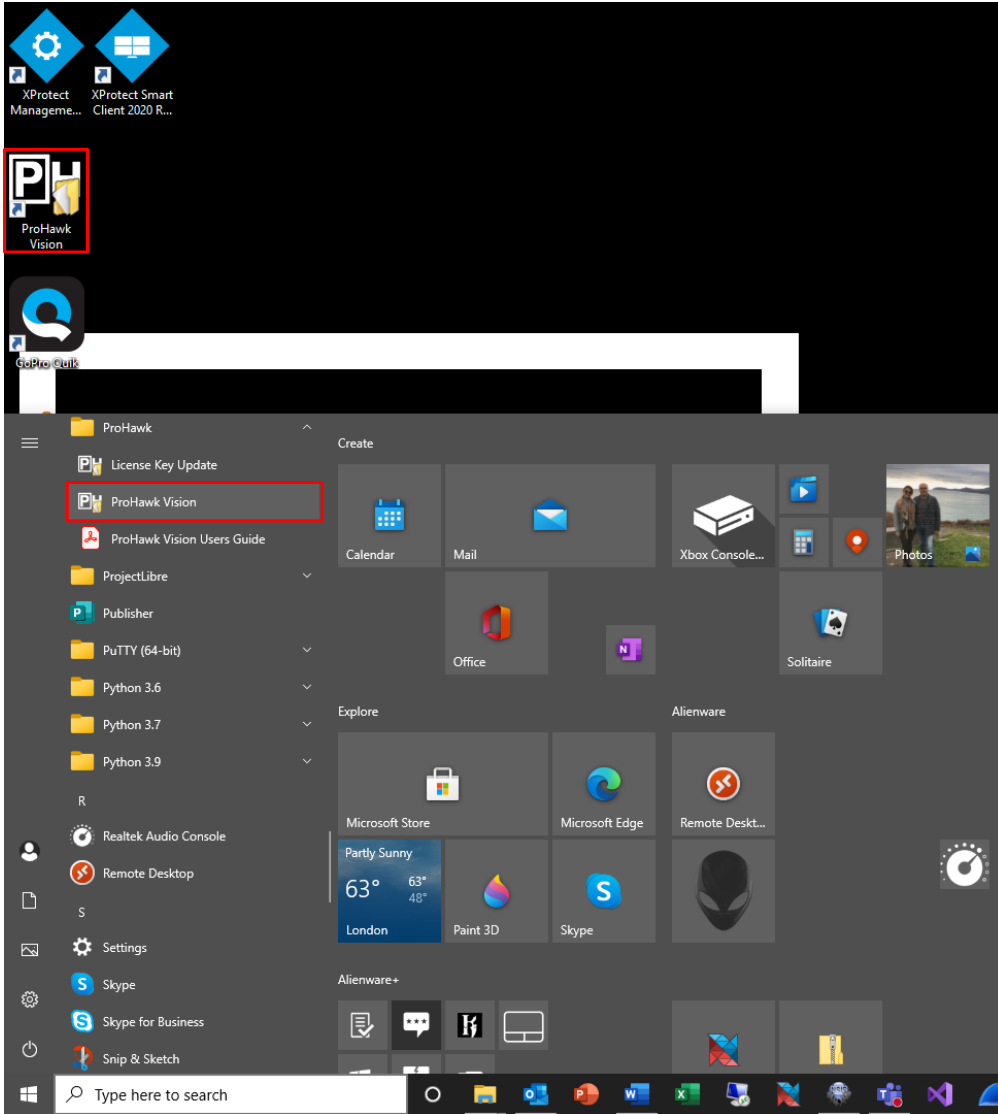 XProtect
Manageme...
XProtect Smart
Client 2020 R...
PH
ProHawk
Vision
GoPro Quik
ProHawk
License Key Update
ProHawk Vision
ProHawk Vision Users Guide
ProjectLibre
Publisher
PuTTY (64-bit)
Python 3.6
Python 3.7
Python 3.9
R
Realtek Audio Console
Remote Desktop
S
Settings
Skype
Skype for Business
Snip & Sketch
Create
Calendar
Mail
Xbox Console...
Photos
Office
Solitaire
Explore
Microsoft Store
Microsoft Edge
Partly Sunny
63°
63°
48°
London
Paint 3D
Skype
Alienware
Remote Deskt...
Alienware+
Type here to search